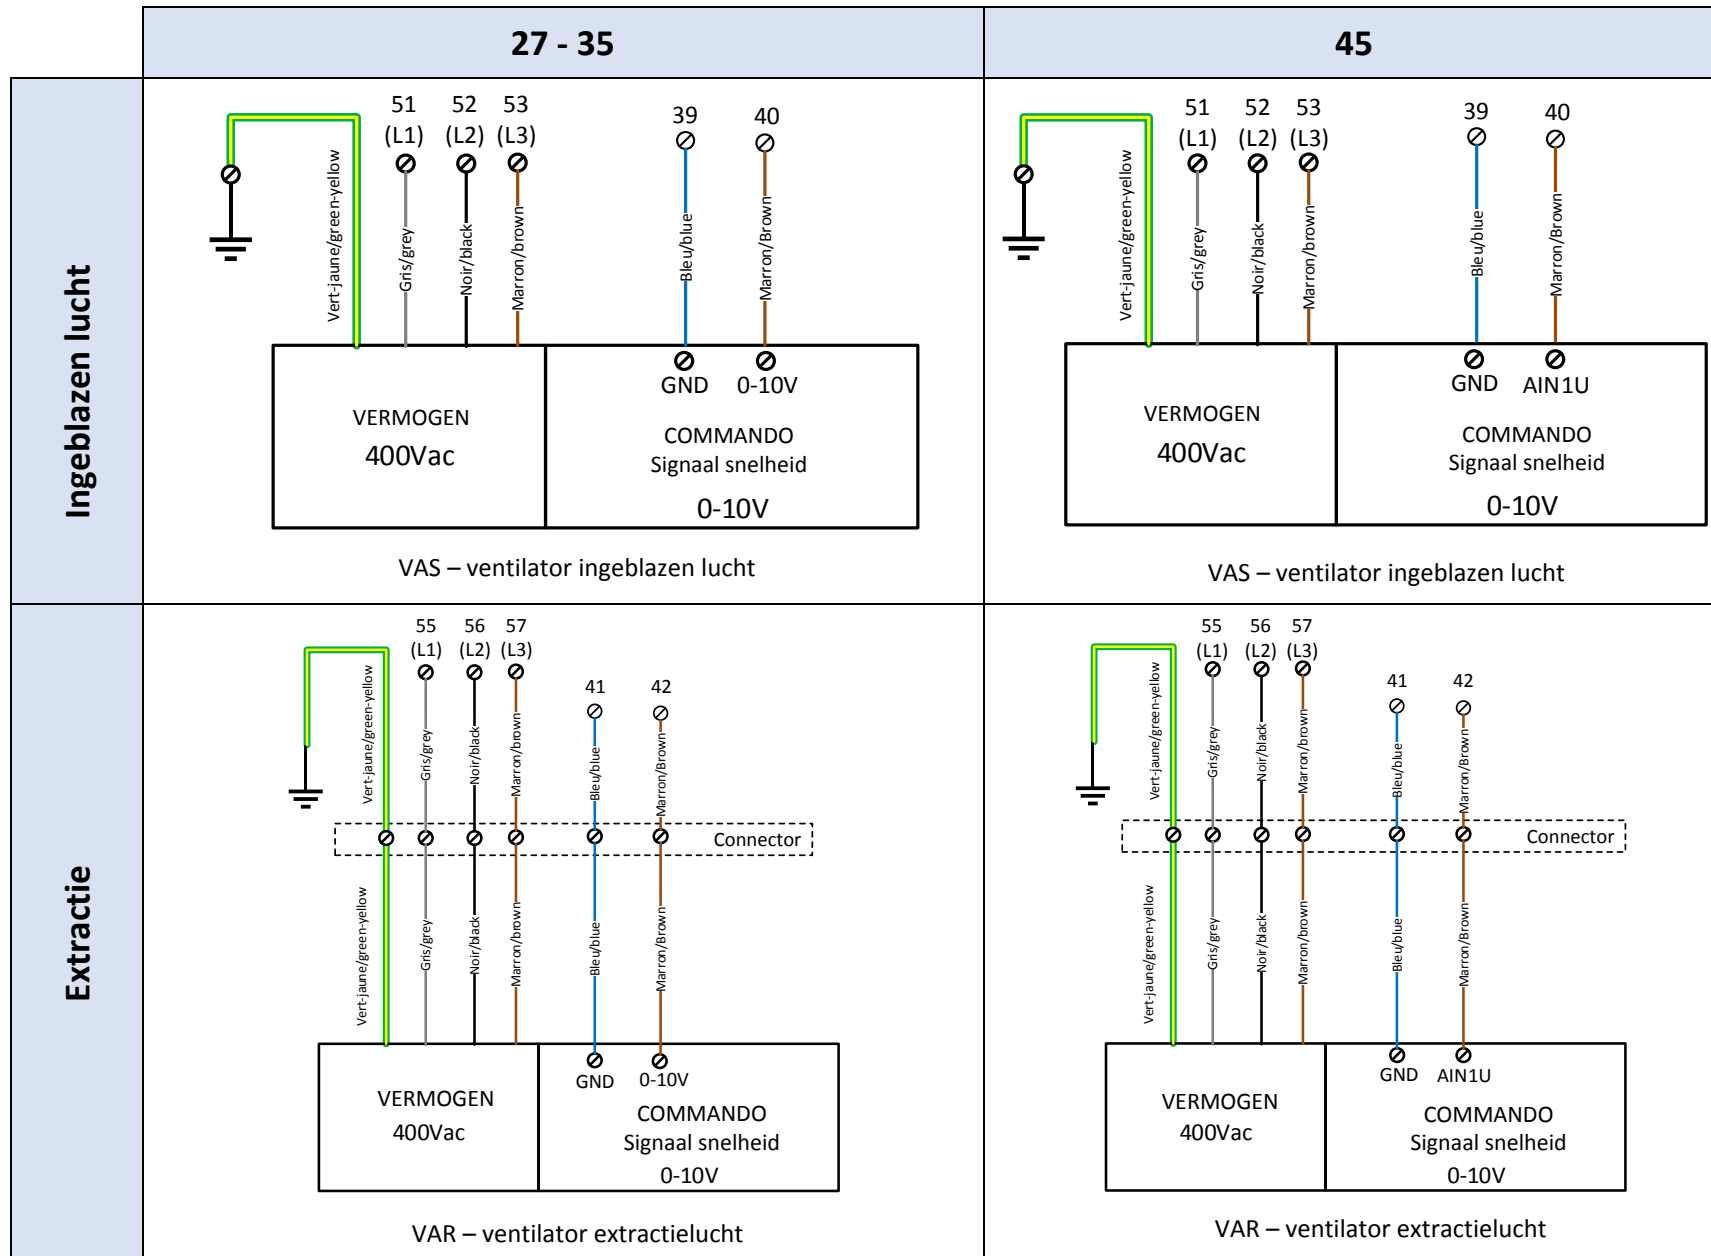 27 - 35
45
Ingeblazen lucht
51 52 53
(L1) (L2) (L3)
39 40
Vert-jaune/green-yellow
Gris/grey
Noir/black
Marron/brown
Bleu/blue
Marron/Brown
GND 0-10V
VERMOGEN
400Vac
COMMANDO
Signaal snelheid
0-10V
VAS – ventilator ingeblazen lucht
51 52 53
(L1) (L2) (L3)
39 40
Vert-jaune/green-yellow
Gris/grey
Noir/black
Marron/brown
Bleu/blue
Marron/Brown
GND AIN1U
VERMOGEN
400Vac
COMMANDO
Signaal snelheid
0-10V
VAS – ventilator ingeblazen lucht
Extractie
55 56 57
(L1) (L2) (L3)
41 42
Vert-jaune/green-yellow
Gris/grey
Noir/black
Marron/brown
Bleu/blue
Marron/Brown
Connector
Vert-jaune/green-yellow
Gris/grey
Noir/black
Marron/brown
Bleu/blue
Marron/Brown
GND 0-10V
VERMOGEN
400Vac
COMMANDO
Signaal snelheid
0-10V
VAR – ventilator extractielucht
55 56 57
(L1) (L2) (L3)
41 42
Vert-jaune/green-yellow
Gris/grey
Noir/black
Marron/brown
Bleu/blue
Marron/Brown
Connector
Vert-jaune/green-yellow
Gris/grey
Noir/black
Marron/brown
Bleu/blue
Marron/Brown
GND AIN1U
VERMOGEN
400Vac
COMMANDO
Signaal snelheid
0-10V
VAR – ventilator extractielucht